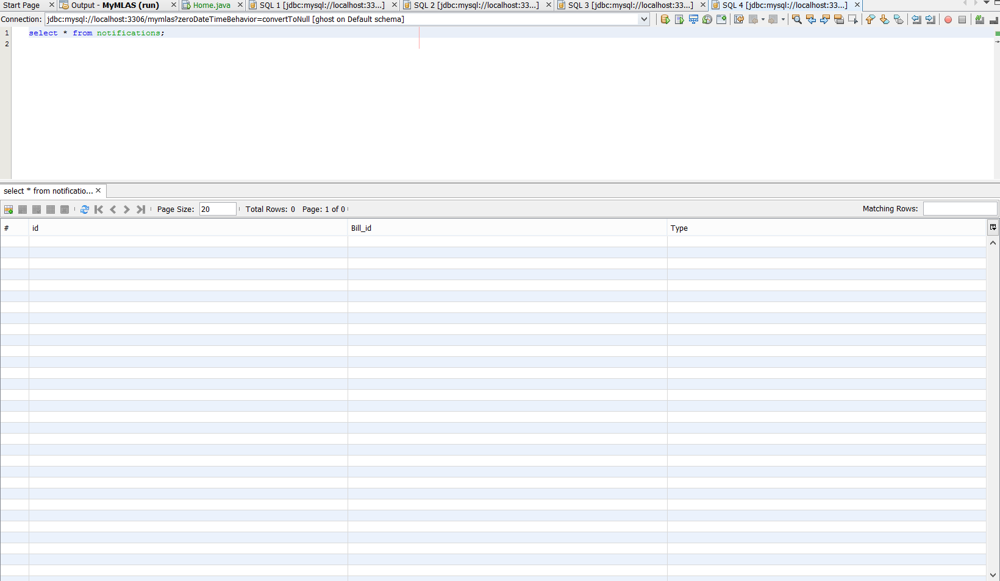 Start Page
Output - MyMLAS (run)
Home.java
SQL 1 [jdbc:mysql://localhost:33...]
SQL 2 [jdbc:mysql://localhost:33...]
SQL 3 [jdbc:mysql://localhost:33...]
SQL 4 [jdbc:mysql://localhost:33...]
Connection: jdbc:mysql://localhost:3306/mymlas?zeroDateTimeBehavior=convertToNull [ghost on Default schema]
1 select * from notifications;
2
select * from notificatio...
Page Size: 20 Total Rows: 0 Page: 1 of 0 Matching Rows:
# id Bill_id Type